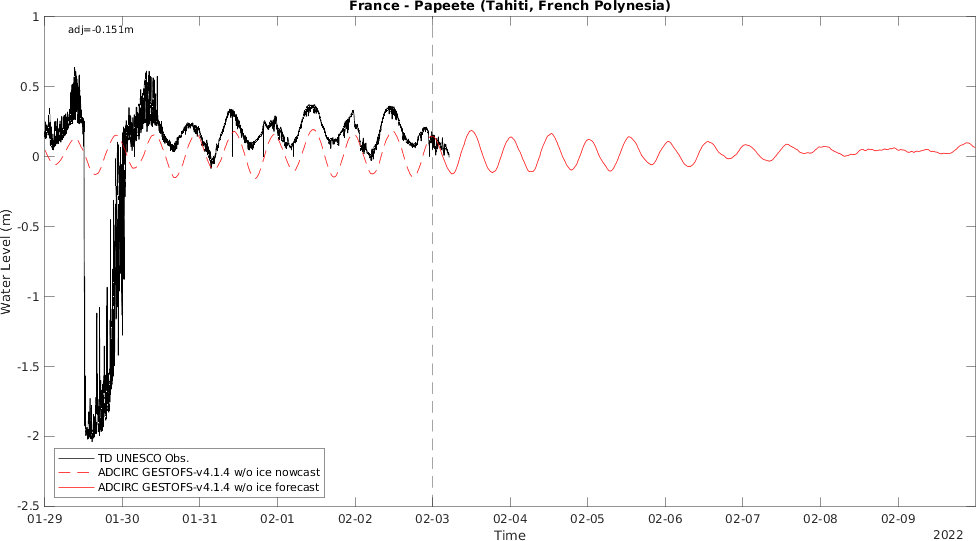 France - Papeete (Tahiti, French Polynesia)
adj=-0.151m
1
0.5
0
-0.5
-1
-1.5
-2
-2.5
Water Level (m)
TD UNESCO Obs.
ADCIRC GESTOFS-v4.1.4 w/o ice nowcast
ADCIRC GESTOFS-v4.1.4 w/o ice forecast
01-29 01-30 01-31 02-01 02-02 02-03 02-04 02-05 02-06 02-07 02-08 02-09
Time
2022